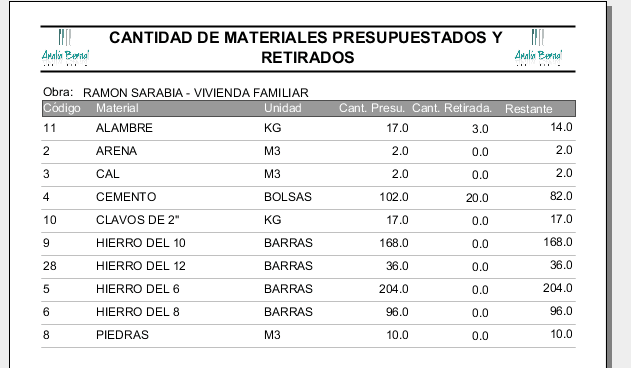 CANTIDAD DE MATERIALES PRESUPUESTADOS Y
RETIRADOS
Analía Bernal
Analía Bernal
Obra: RAMON SARABIA - VIVIENDA FAMILIAR
Código Material Unidad Cant. Presu. Cant. Retirada. Restante
11 ALAMBRE KG 17.0 3.0 14.0
2 ARENA M3 2.0 0.0 2.0
3 CAL M3 2.0 0.0 2.0
4 CEMENTO BOLSAS 102.0 20.0 82.0
10 CLAVOS DE 2" KG 17.0 0.0 17.0
9 HIERRO DEL 10 BARRAS 168.0 0.0 168.0
28 HIERRO DEL 12 BARRAS 36.0 0.0 36.0
5 HIERRO DEL 6 BARRAS 204.0 0.0 204.0
6 HIERRO DEL 8 BARRAS 96.0 0.0 96.0
8 PIEDRAS M3 10.0 0.0 10.0